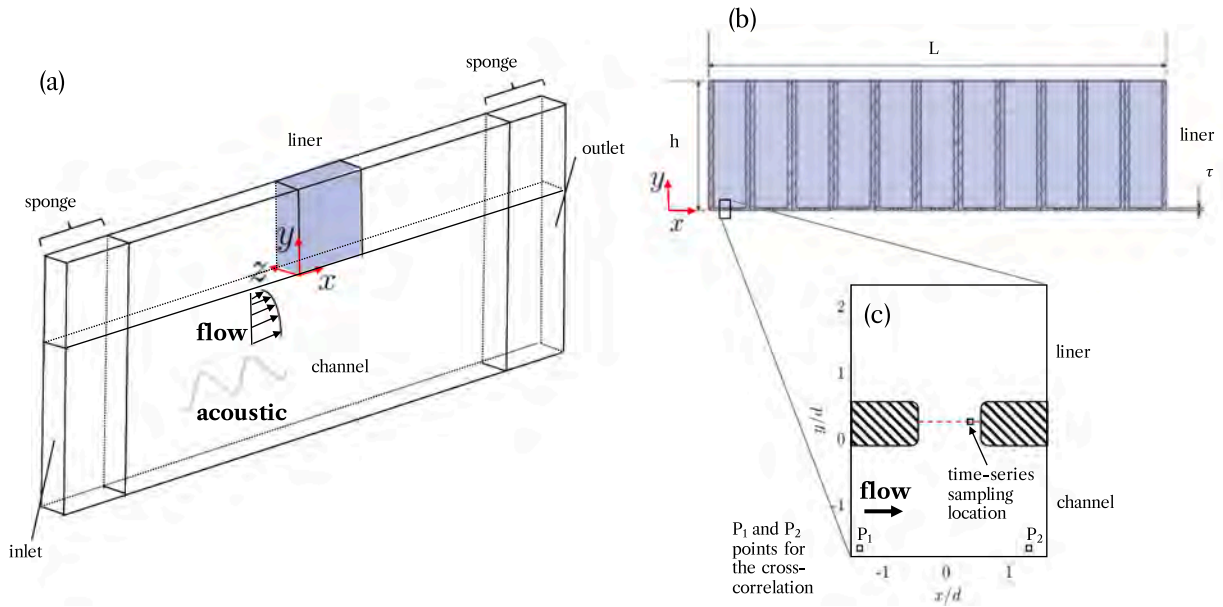 (a)
sponge
liner
outlet
sponge
y
z
x
flow
channel
acoustic
inlet
(b)
L
h
liner
τ
y
x
(c)
2
1
0
-1
y/d
liner
time-series
sampling
location
channel
flow
P₁
P₂
P₁ and P₂
points for
the cross-
correlation
-1 0 1
x/d